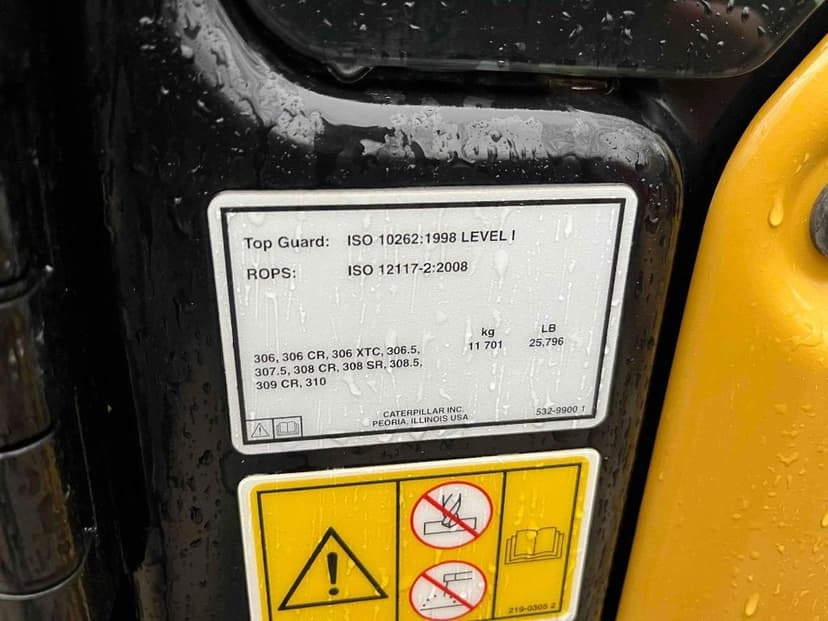 Top Guard: ISO 10262:1998 LEVEL I
ROPS: ISO 12117-2:2008
kg LB
306, 306 CR, 306 XTC, 306.5, 11 701 25,796
307.5, 308 CR, 308 SR, 308.5,
309 CR, 310
CATERPILLAR INC.
PEORIA, ILLINOIS USA
532-9900 1
219-0305 2